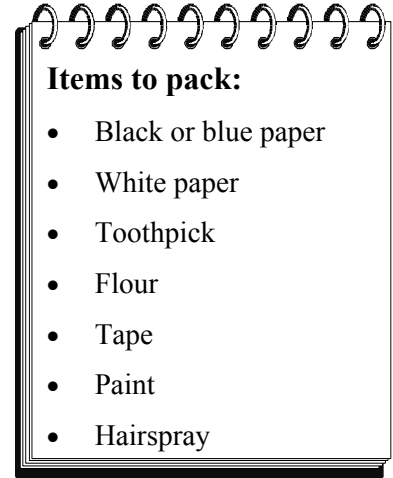 Items to pack:
• Black or blue paper
• White paper
• Toothpick
• Flour
• Tape
• Paint
• Hairspray